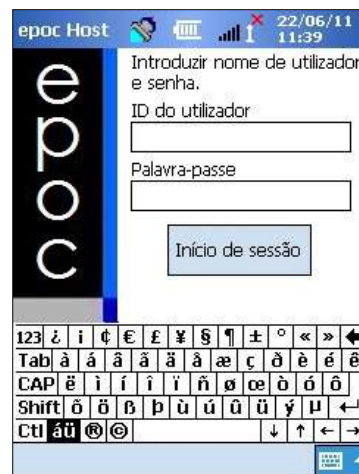 epoc Host 22/06/11
11:39
epoc
Introduzir nome de utilizador
e senha.
ID do utilizador
Palavra-passe
Início de sessão
123 ¿ ¡ ¢ € £ ¥ § ¶ ± ° « »
Tab à á â ã ä å æ ç ð è é ê
CAP ë ì í î ï ñ ø œ ò ó ô
Shift õ ö ß þ ù ú û ü ý µ
Ctl áü ® ©